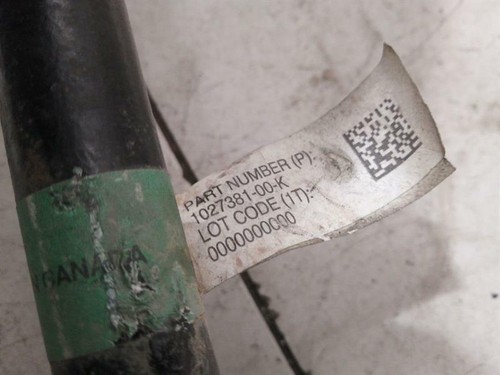 PART NUMBER (P):
1027381-00-K
LOT CODE (1T):
0000000000